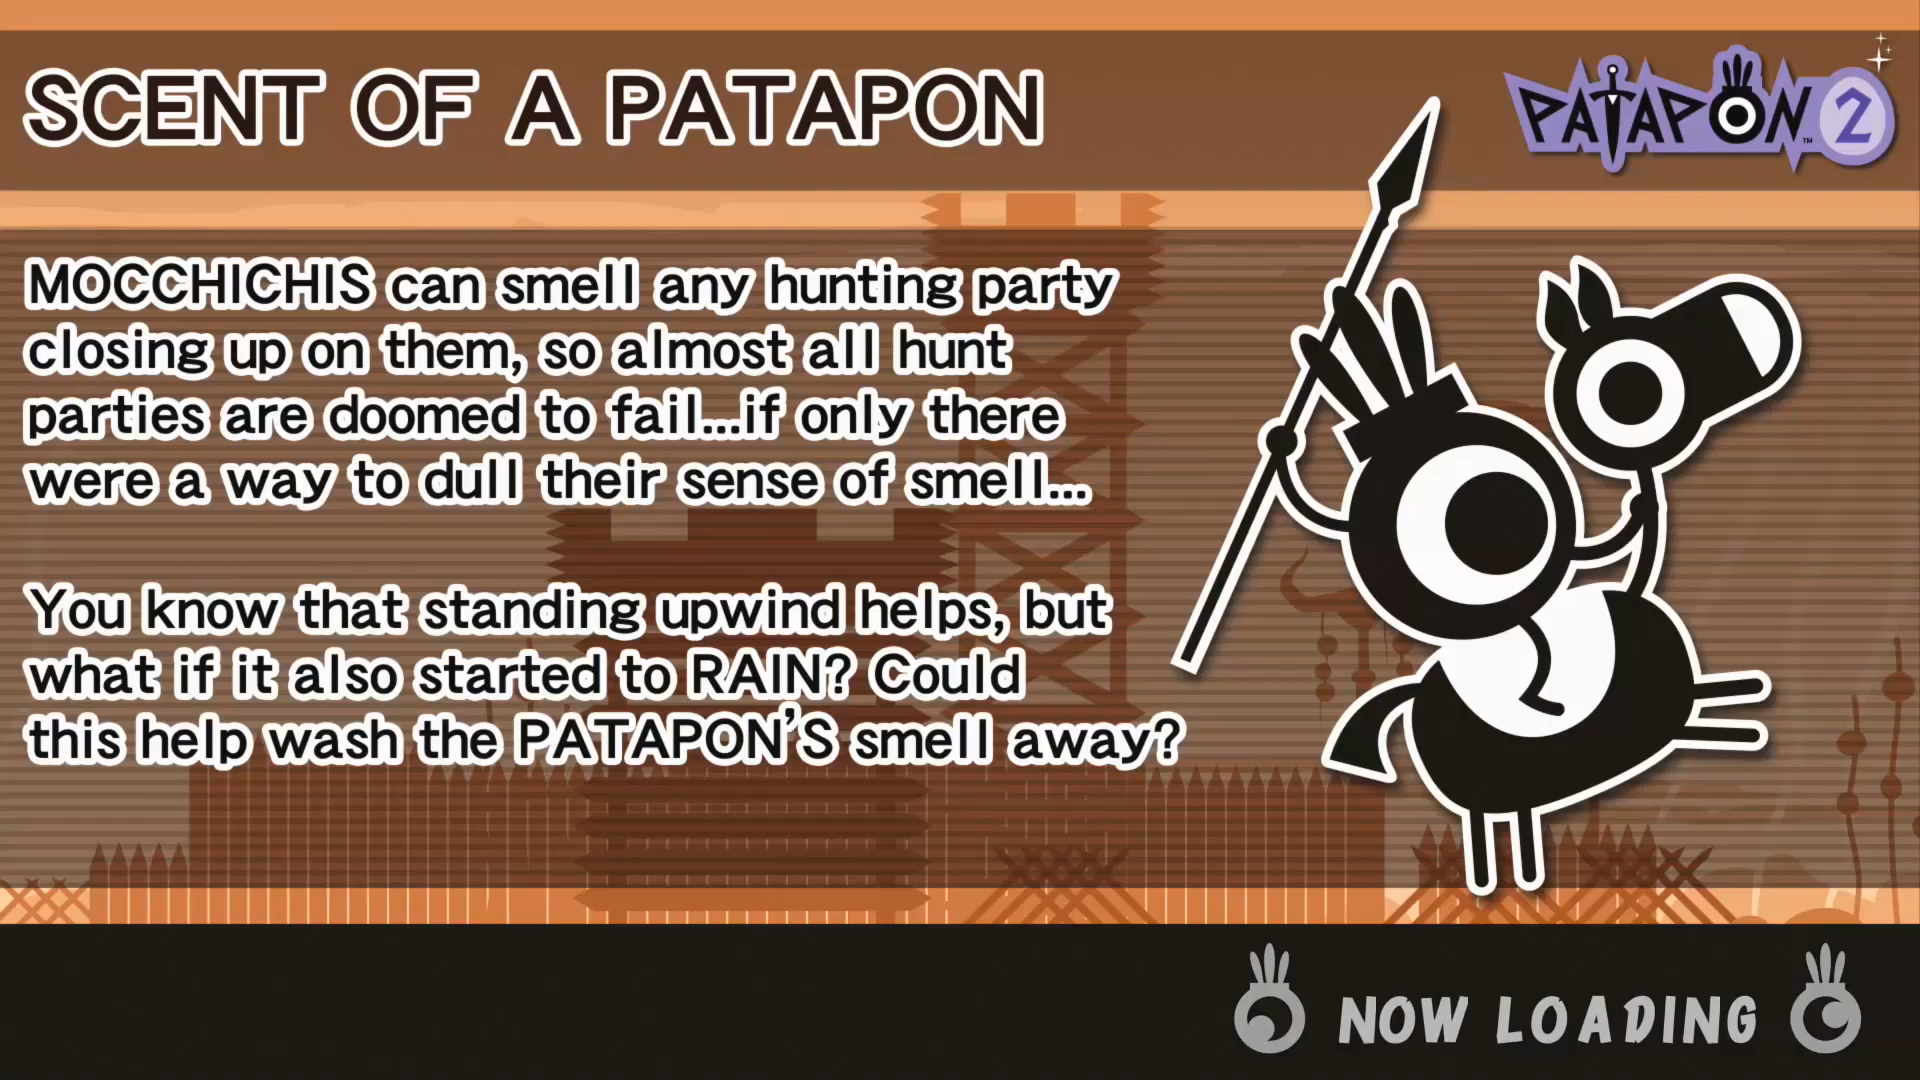 SCENT OF A PATAPON
PATAPON 2
TM
MOCCHICHIS can smell any hunting party
closing up on them, so almost all hunt
parties are doomed to fail...if only there
were a way to dull their sense of smell...
You know that standing upwind helps, but
what if it also started to RAIN? Could
this help wash the PATAPON'S smell away?
NOW LOADING